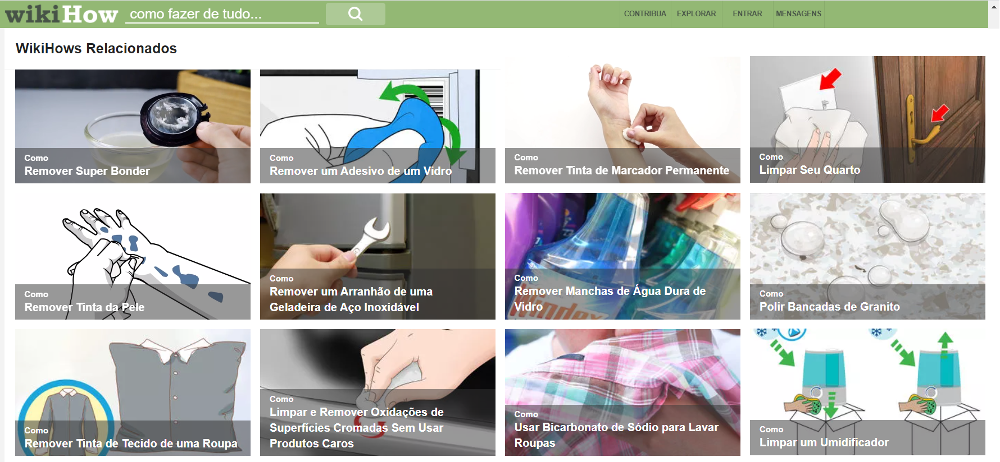 wikiHow como fazer de tudo... CONTRIBUA EXPLORAR ENTRAR MENSAGENS
WikiHows Relacionados
Como
Remover Super Bonder
Como
Remover um Adesivo de um Vidro
Como
Remover Tinta de Marcador Permanente
Como
Limpar Seu Quarto
Como
Remover Tinta da Pele
Como
Remover um Arranhão de uma
Geladeira de Aço Inoxidável
Como
Remover Manchas de Água Dura de
Vidro
Windex
Como
Polir Bancadas de Granito
Como
Remover Tinta de Tecido de uma Roupa
Como
Limpar e Remover Oxidações de
Superfícies Cromadas Sem Usar
Produtos Caros
Como
Usar Bicarbonato de Sódio para Lavar
Roupas
Como
Limpar um Umidificador